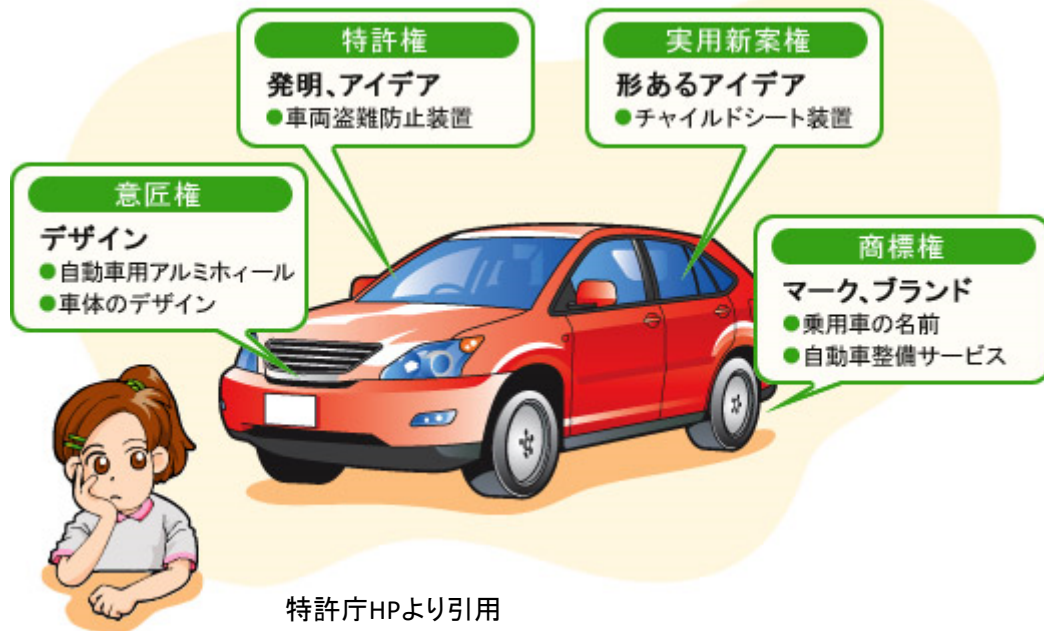 特許権
発明、アイデア
●車両盗難防止装置
実用新案権
形あるアイデア
●チャイルドシート装置
意匠権
デザイン
●自動車用アルミホィール
●車体のデザイン
商標権
マーク、ブランド
●乗用車の名前
●自動車整備サービス
特許庁HPより引用